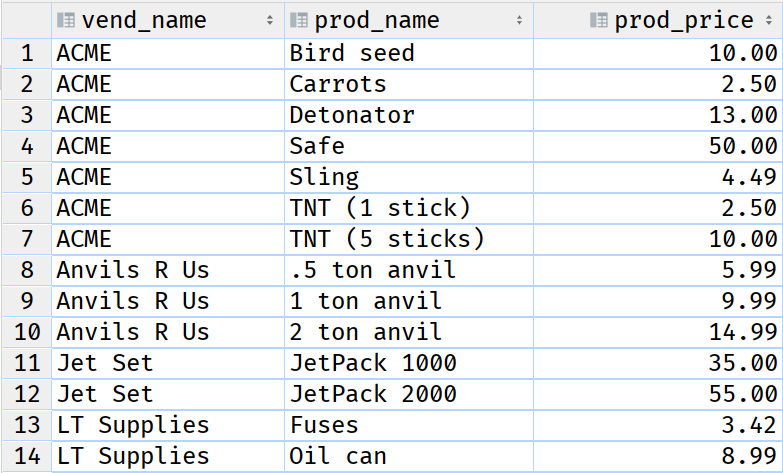 vend_name prod_name prod_price
1 ACME Bird seed 10.00
2 ACME Carrots 2.50
3 ACME Detonator 13.00
4 ACME Safe 50.00
5 ACME Sling 4.49
6 ACME TNT (1 stick) 2.50
7 ACME TNT (5 sticks) 10.00
8 Anvils R Us .5 ton anvil 5.99
9 Anvils R Us 1 ton anvil 9.99
10 Anvils R Us 2 ton anvil 14.99
11 Jet Set JetPack 1000 35.00
12 Jet Set JetPack 2000 55.00
13 LT Supplies Fuses 3.42
14 LT Supplies Oil can 8.99